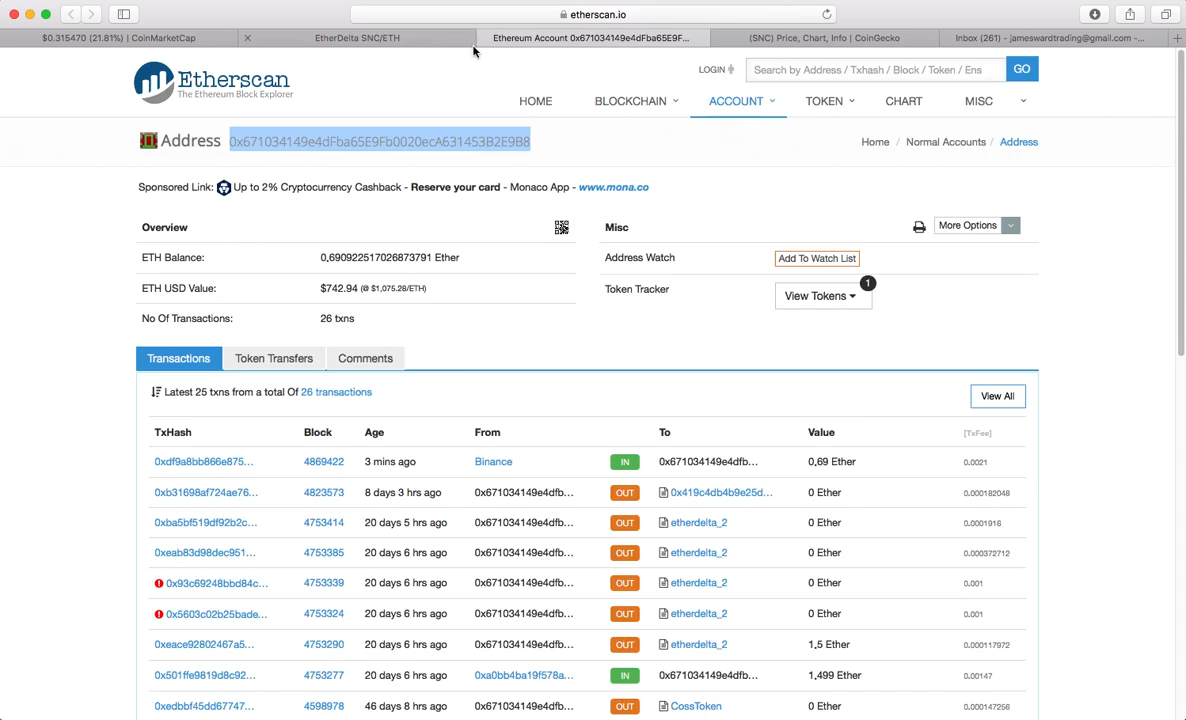 etherscan.io
$0.315470 (21.81%) | CoinMarketCap
EtherDelta SNC/ETH
Ethereum Account 0x671034149e4dFba65E9F...
(SNC) Price, Chart, Info | CoinGecko
Inbox (261) - jameswardtrading@gmail.com -...
Etherscan
The Ethereum Block Explorer
LOGIN
Search by Address / Txhash / Block / Token / Ens
GO
HOME
BLOCKCHAIN
ACCOUNT
TOKEN
CHART
MISC
Address 0x671034149e4dFba65E9Fb0020ecA631453B2E9B8
Home / Normal Accounts / Address
Sponsored Link: Up to 2% Cryptocurrency Cashback - Reserve your card - Monaco App - www.mona.co
Overview
ETH Balance: 0,690922517026873791 Ether
ETH USD Value: $742.94 (@ $1,075.28/ETH)
No Of Transactions: 26 txns
Misc
More Options
Address Watch Add To Watch List
Token Tracker View Tokens 1
Transactions
Token Transfers
Comments
Latest 25 txns from a total Of 26 transactions
View All
TxHash Block Age From To Value [TxFee]
0xdf9a8bb866e875... 4869422 3 mins ago Binance IN 0x671034149e4dfb... 0,69 Ether 0.0021
0xb31698af724ae76... 4823573 8 days 3 hrs ago 0x671034149e4dfb... OUT 0x419c4db4b9e25d... 0 Ether 0.000182048
0xba5bf519df92b2c... 4753414 20 days 5 hrs ago 0x671034149e4dfb... OUT etherdelta_2 0 Ether 0.0001916
0xeab83d98dec951... 4753385 20 days 6 hrs ago 0x671034149e4dfb... OUT etherdelta_2 0 Ether 0.000372712
0x93c69248bbd84c... 4753339 20 days 6 hrs ago 0x671034149e4dfb... OUT etherdelta_2 0 Ether 0.001
0x5603c02b25bade... 4753324 20 days 6 hrs ago 0x671034149e4dfb... OUT etherdelta_2 0 Ether 0.001
0xeace92802467a5... 4753290 20 days 6 hrs ago 0x671034149e4dfb... OUT etherdelta_2 1.5 Ether 0.000117972
0x501ffe9819d8c92... 4753277 20 days 6 hrs ago 0xa0bb4ba19f578a... IN 0x671034149e4dfb... 1,499 Ether 0.00147
0xedbbf45dd67747... 4598978 46 days 8 hrs ago 0x671034149e4dfb... OUT CossToken 0 Ether 0.000147256